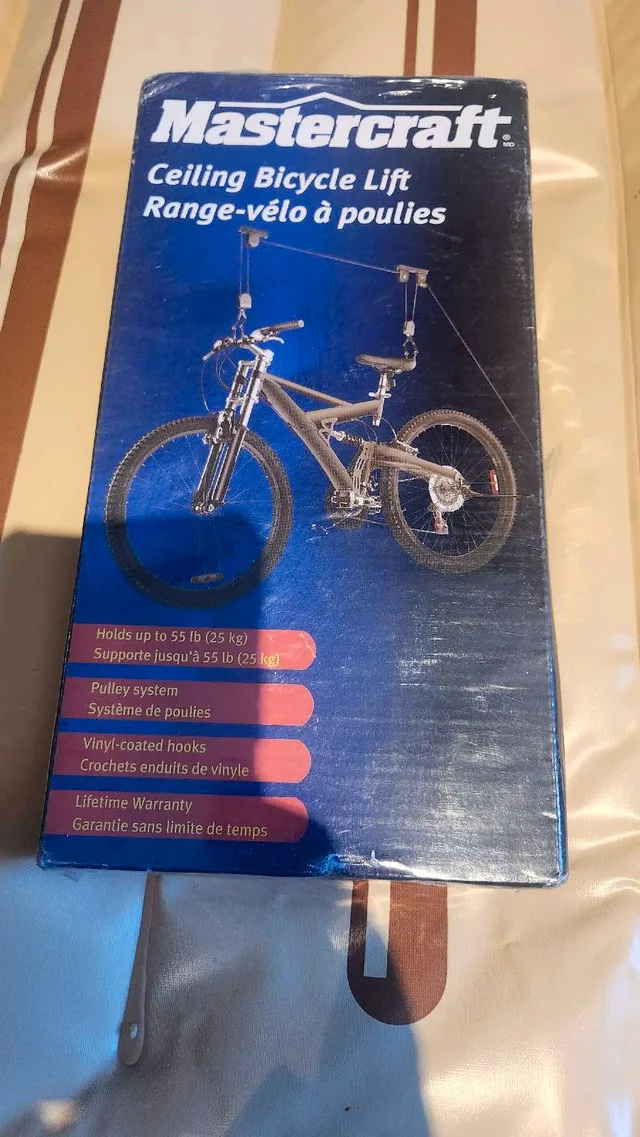 Mastercraft®
MD
Ceiling Bicycle Lift
Range-vélo à poulies
Holds up to 55 lb (25 kg)
Supporte jusqu'à 55 lb (25 kg)
Pulley system
Système de poulies
Vinyl-coated hooks
Crochets enduits de vinyle
Lifetime Warranty
Garantie sans limite de temps